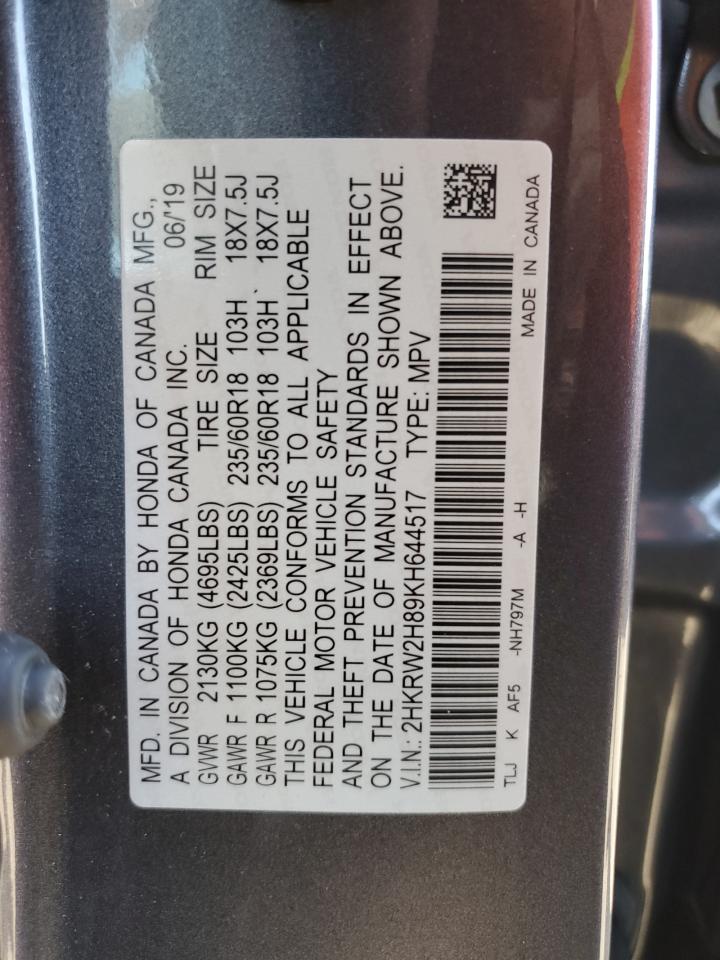 MFD. IN CANADA BY HONDA OF CANADA MFG.,
A DIVISION OF HONDA CANADA INC. 06/'19
GVWR 2130KG (4695LBS) TIRE SIZE RIM SIZE
GAWR F 1100KG (2425LBS) 235/60R18 103H 18X7.5J
GAWR R 1075KG (2369LBS) 235/60R18 103H 18X7.5J
THIS VEHICLE CONFORMS TO ALL APPLICABLE
FEDERAL MOTOR VEHICLE SAFETY
AND THEFT PREVENTION STANDARDS IN EFFECT
ON THE DATE OF MANUFACTURE SHOWN ABOVE.
V.I.N.: 2HKRW2H89KH644517 TYPE: MPV
TLJ K AF5 -NH797M -A -H
MADE IN CANADA